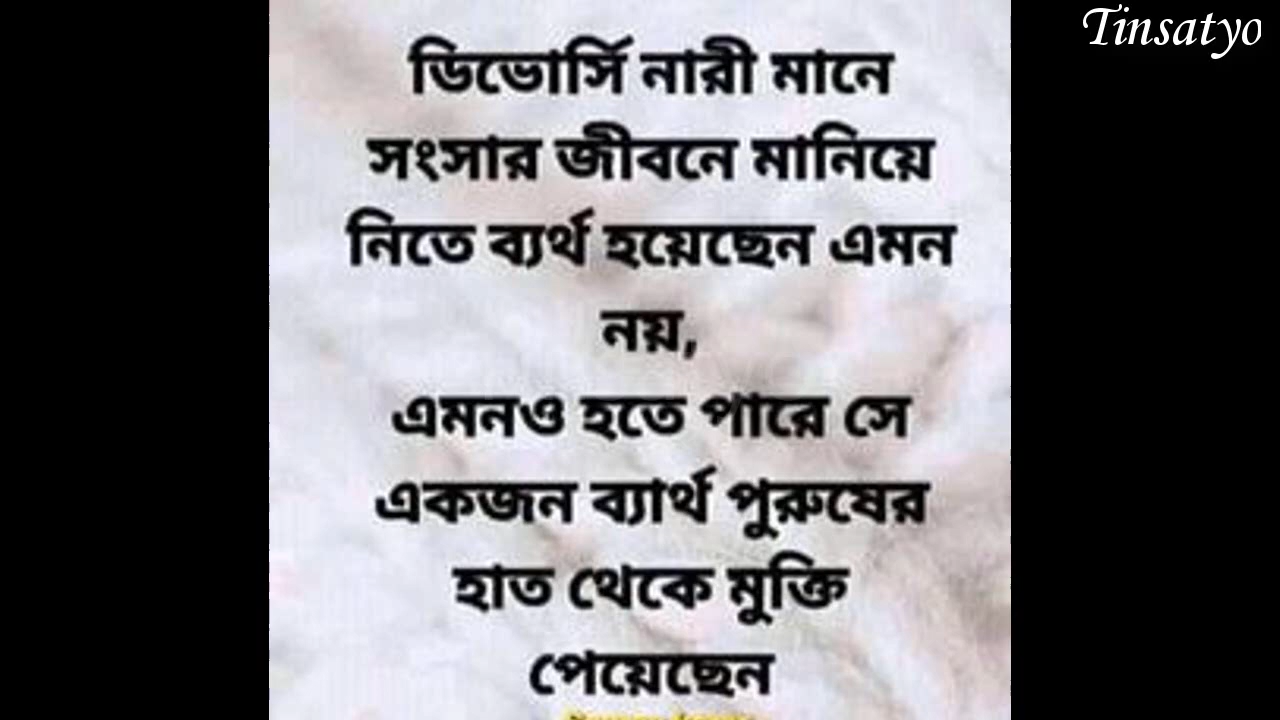 Tinsatyo
ডিভোর্সি নারী মানে
সংসার জীবনে মানিয়ে
নিতে ব্যর্থ হয়েছেন এমন
নয়,
এমনও হতে পারে সে
একজন ব্যার্থ পুরুষের
হাত থেকে মুক্তি
পেয়েছেন